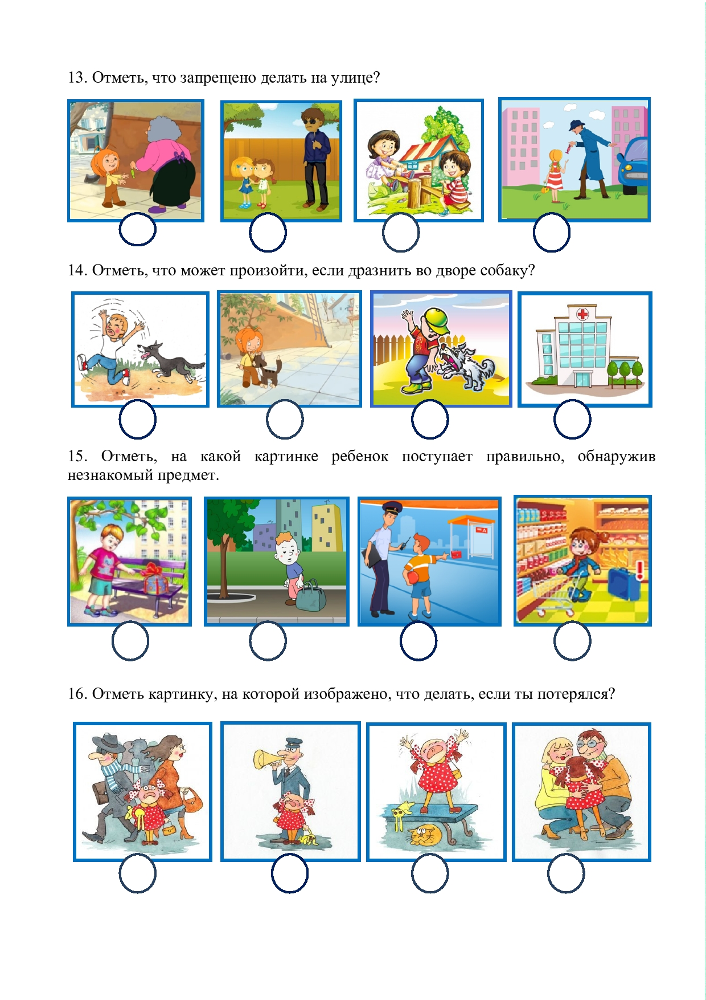 13. Отметь, что запрещено делать на улице?
14. Отметь, что может произойти, если дразнить во дворе собаку?
15. Отметь, на какой картинке ребенок поступает правильно, обнаружив
незнакомый предмет.
А
!
16. Отметь картинку, на которой изображено, что делать, если ты потерялся?